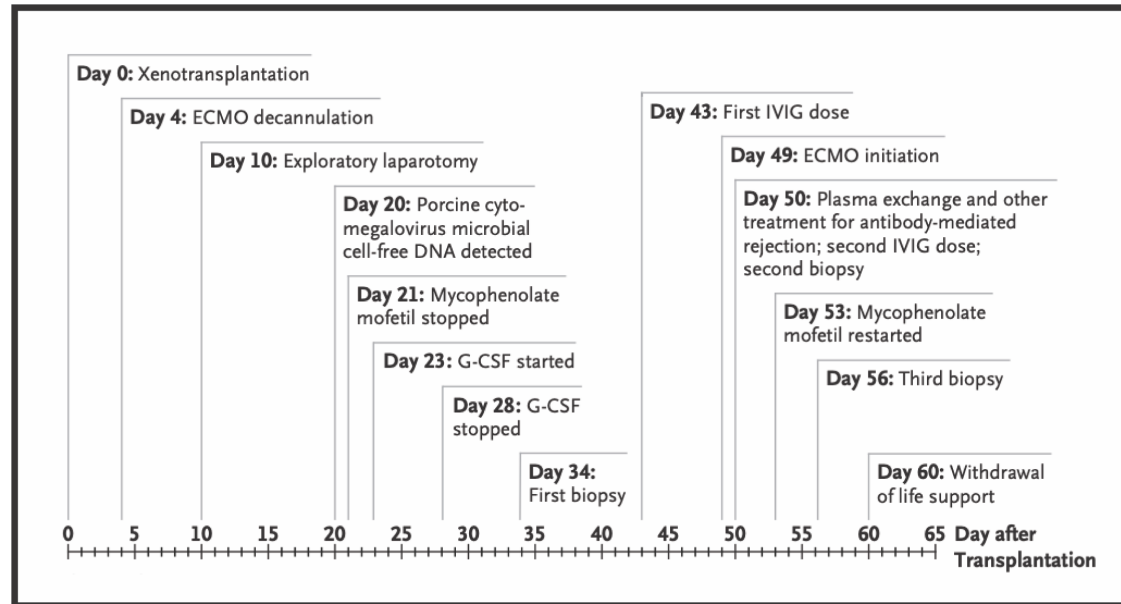 Day 0: Xenotransplantation
Day 4: ECMO decannulation
Day 10: Exploratory laparotomy
Day 20: Porcine cyto-
megalovirus microbial
cell-free DNA detected
Day 21: Mycophenolate
mofetil stopped
Day 23: G-CSF started
Day 28: G-CSF
stopped
Day 34:
First biopsy
Day 43: First IVIG dose
Day 49: ECMO initiation
Day 50: Plasma exchange and other
treatment for antibody-mediated
rejection; second IVIG dose;
second biopsy
Day 53: Mycophenolate
mofetil restarted
Day 56: Third biopsy
Day 60: Withdrawal
of life support
0 5 10 15 20 25 30 35 40 45 50 55 60 65 Day after
Transplantation